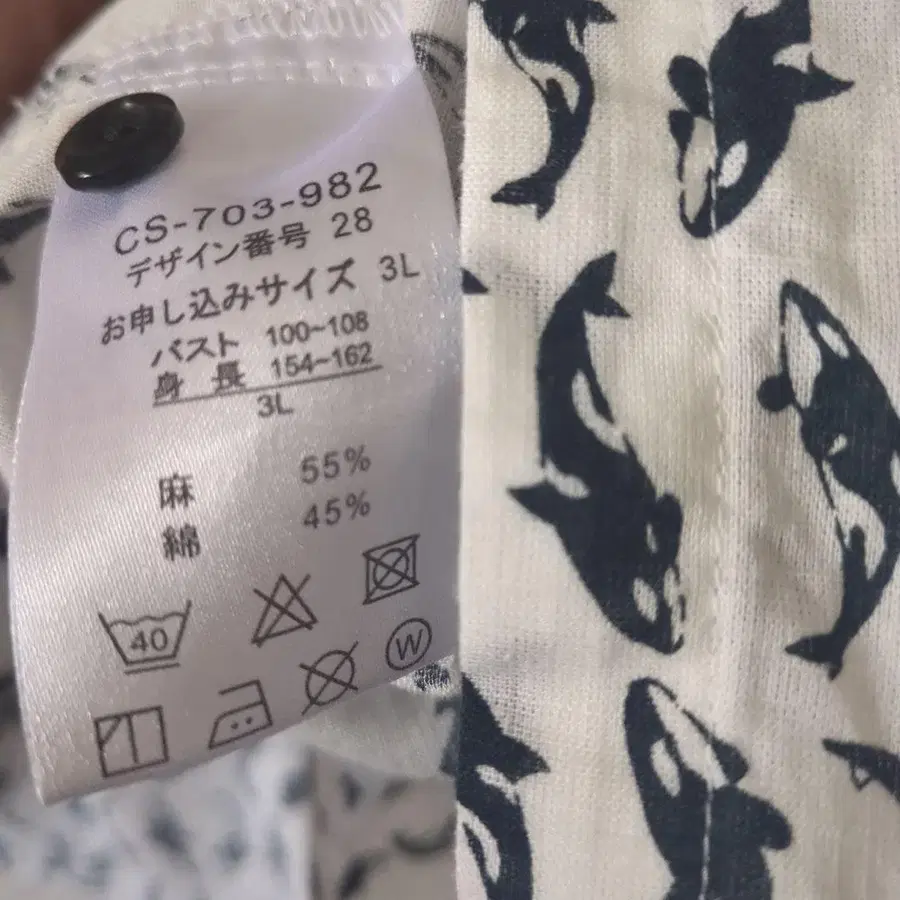 CS-703-982
デザイン番号 28
お申し込みサイズ 3L
バスト 100~108
身 長 154~162
3L
麻 55%
綿 45%
40
W